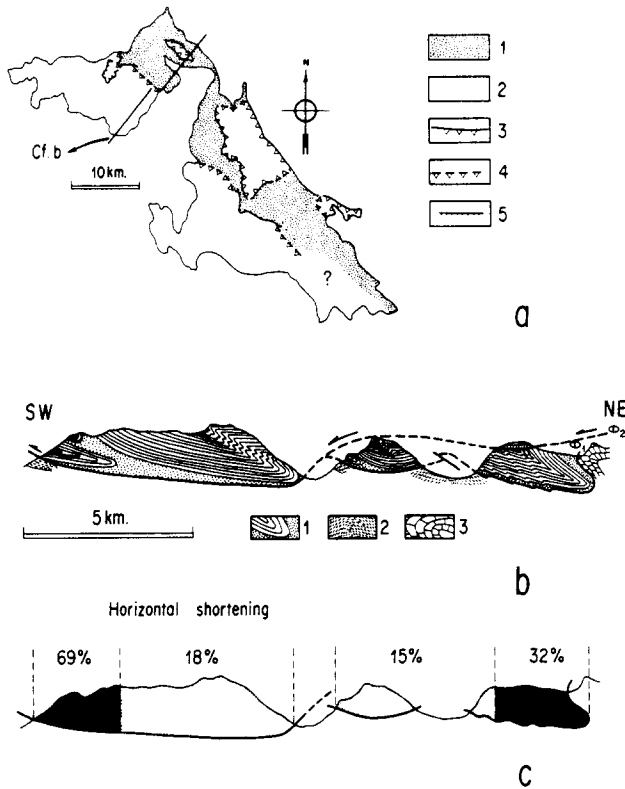 1
2
N
3
Cf. b
4
10 km.
5
?
a
SW
NE
Φ2
Φ1
5 km.
1
2
3
b
Horizontal shortening
69%
18%
15%
32%
c